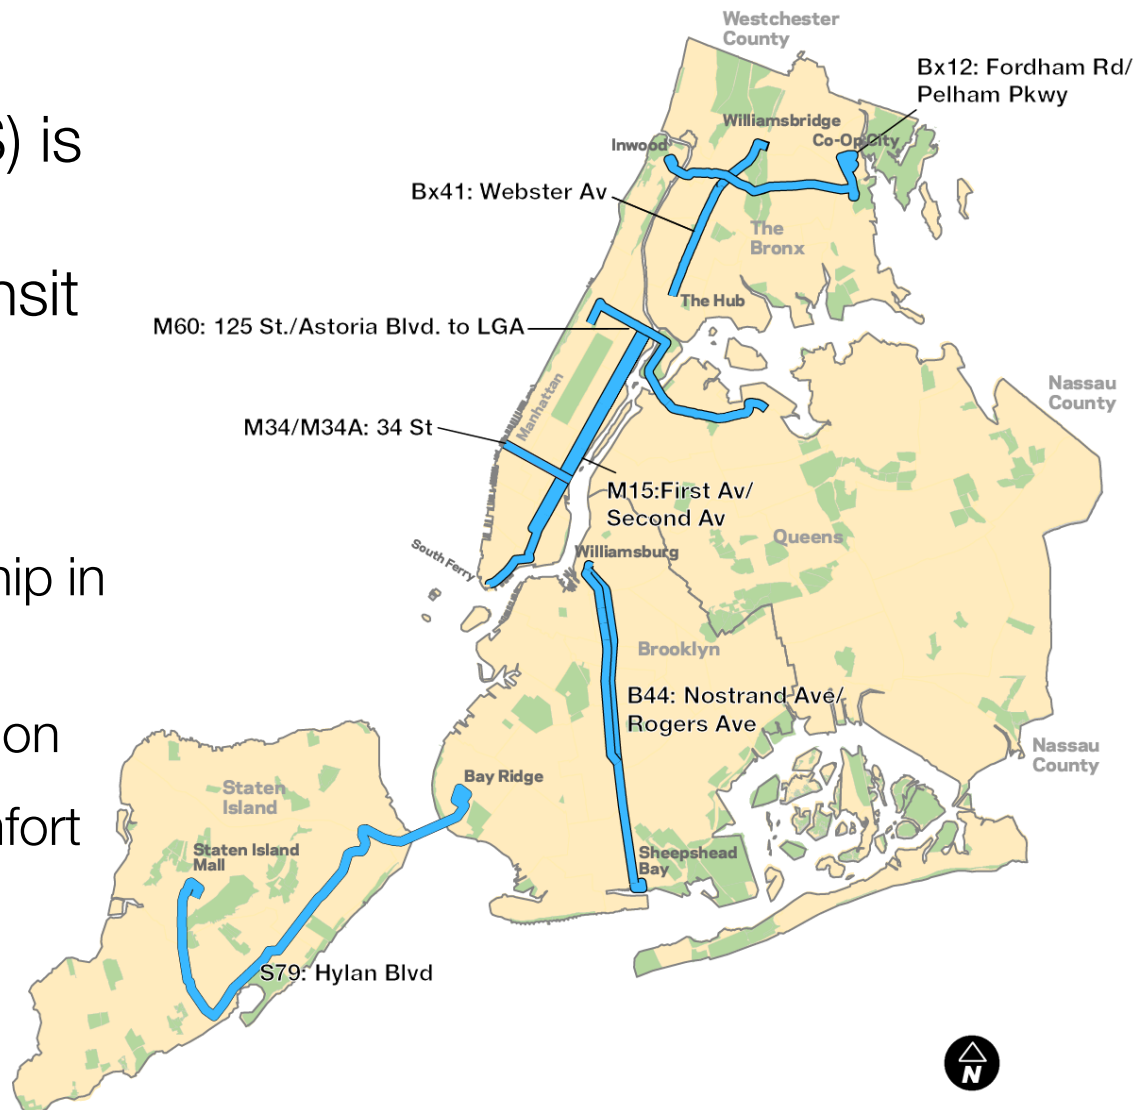 S) is
nsit
hip in
on
nfort
Westchester
County
Bx12: Fordham Rd/
Pelham Pkwy
Williamsbridge
Inwood
Co-Op City
Bx41: Webster Av
The
Bronx
The Hub
M60: 125 St./Astoria Blvd. to LGA
Nassau
County
Manhattan
M34/M34A: 34 St
M15:First Av/
Second Av
Queens
South Ferry
Williamsburg
Brooklyn
B44: Nostrand Ave/
Rogers Ave
Nassau
County
Bay Ridge
Staten
Island
Staten Island
Mall
Sheepshead
Bay
S79: Hylan Blvd
N